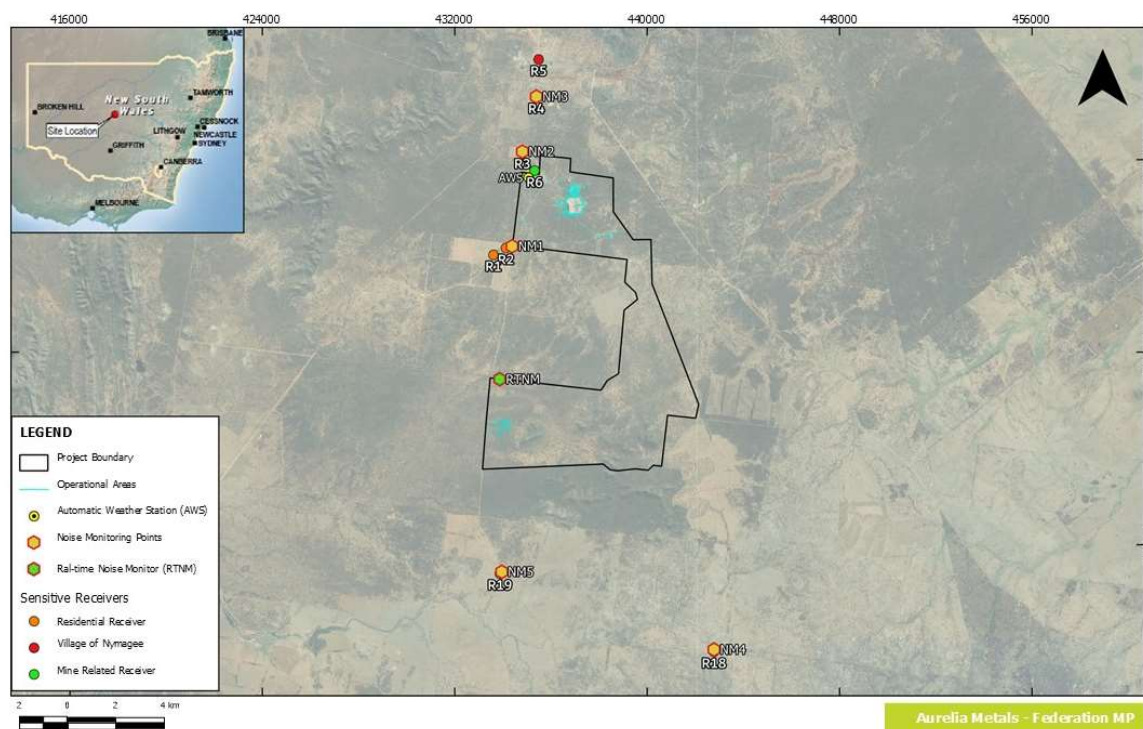 416000 424000 432000 440000 448000 456000
BRISBANE
TAMWORTH
BROKEN HILL
New South
Wales
CESSNOCK
Site Location
LITHGOW
NEWCASTLE
SYDNEY
GRIFFITH
CANBERRA
MELBOURNE
R5
NM3
R4
NM2
R3
AWS
R6
NM1
R2
R1
RTNM
NM5
R19
NM4
R18
LEGEND
Project Boundary
Operational Areas
Automatic Weather Station (AWS)
Noise Monitoring Points
Ral-time Noise Monitor (RTNM)
Sensitive Receivers
Residential Receiver
Village of Nymagee
Mine Related Receiver
2 0 2 4 km
Aurelia Metals - Federation MP